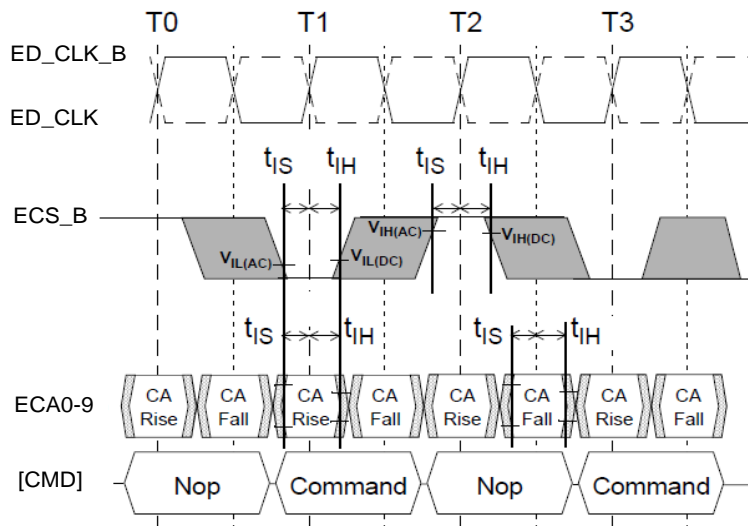 T0 T1 T2 T3
ED_CLK_B
ED_CLK
tIS tIH tIS tIH
ECS_B
VIH(AC) VIH(DC)
VIL(AC) VIL(DC)
tIS tIH tIS tIH
ECA0-9
CA Rise CA Fall CA Rise CA Fall CA Rise CA Fall CA Rise CA Fall
[CMD] Nop Command Nop Command